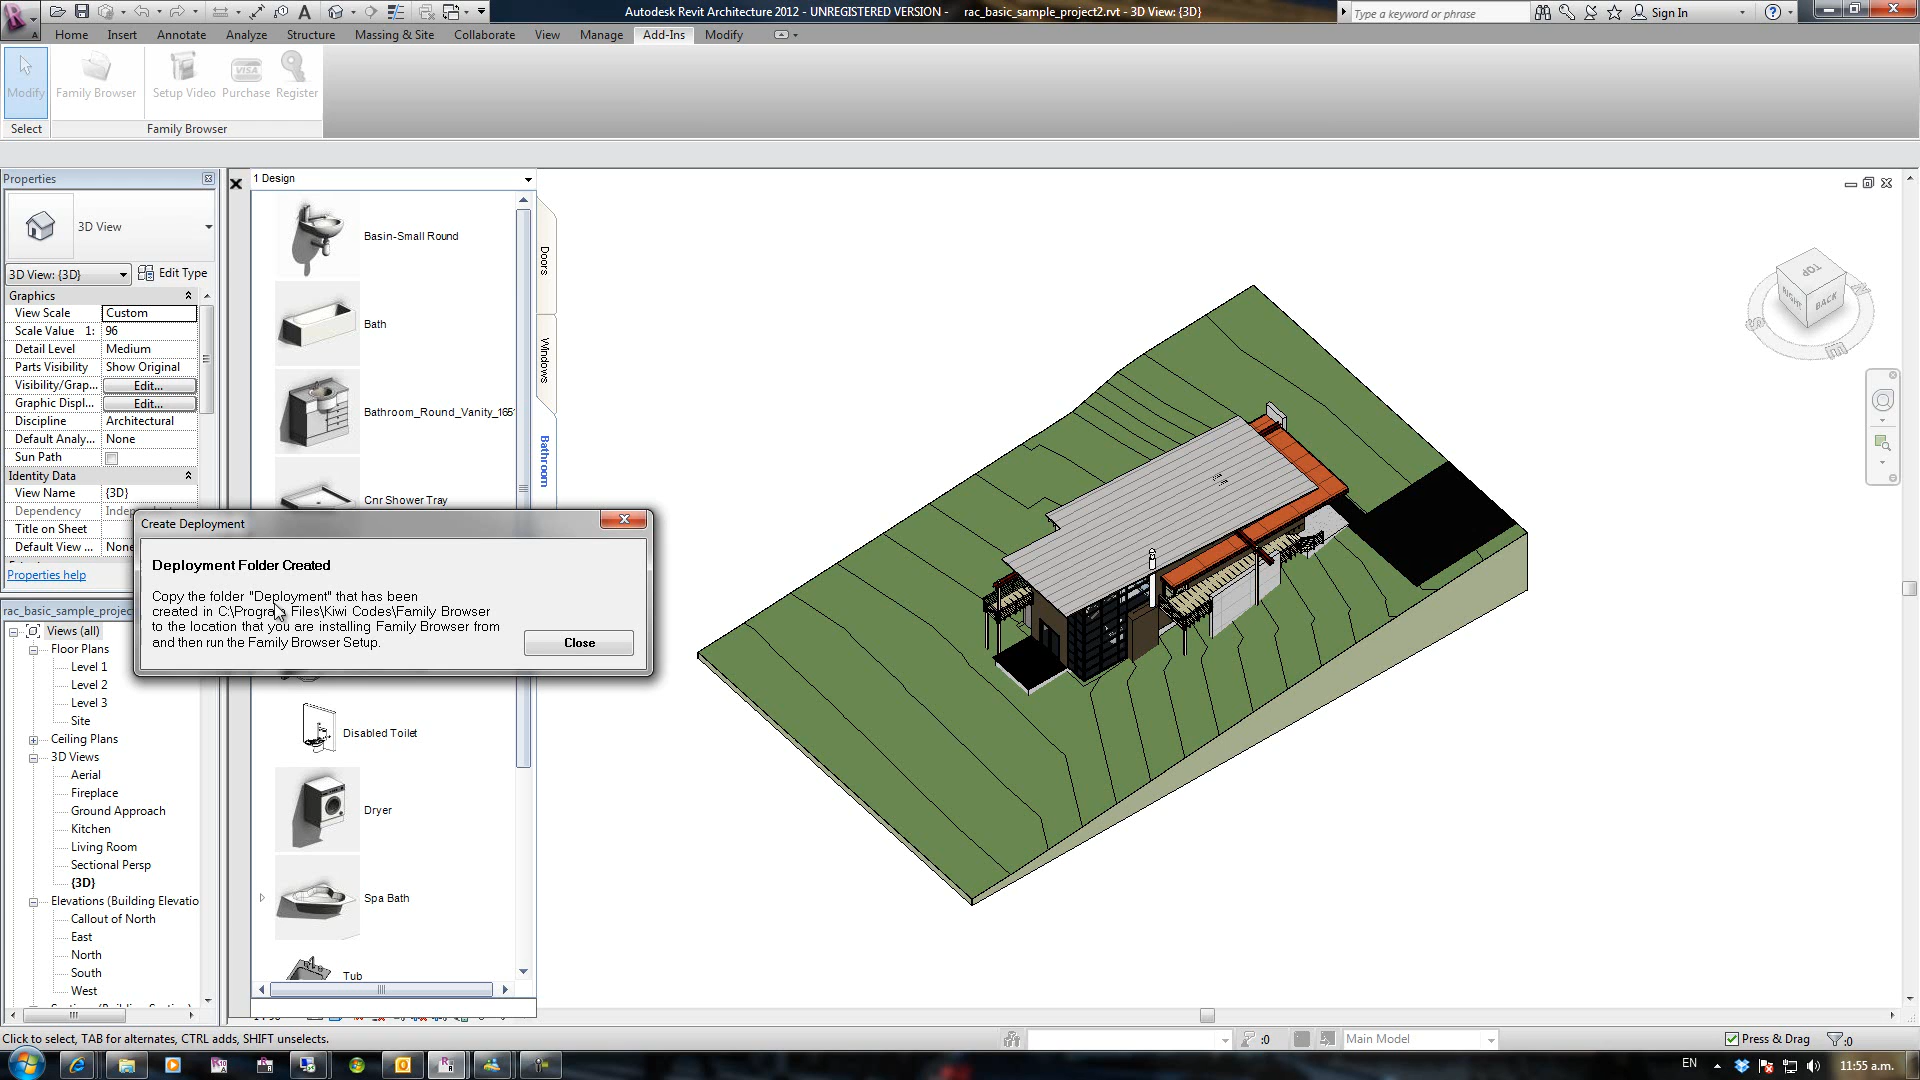 Autodesk Revit Architecture 2012 - UNREGISTERED VERSION - rac_basic_sample_project2.rvt - 3D View: {3D}
Type a keyword or phrase
Sign In
Home Insert Annotate Analyze Structure Massing & Site Collaborate View Manage Add-Ins Modify
Modify
Family Browser
Setup Video
Purchase
Register
Select
Family Browser
Properties
3D View
3D View: {3D}
Edit Type
Graphics
View Scale Custom
Scale Value 1: 96
Detail Level Medium
Parts Visibility Show Original
Visibility/Grap... Edit...
Graphic Displ... Edit...
Discipline Architectural
Default Analy... None
Sun Path
Identity Data
View Name {3D}
Dependency
Title on Sheet
Default View ... None
Properties help
Views (all)
Floor Plans
Level 1
Level 2
Level 3
Site
Ceiling Plans
3D Views
Aerial
Fireplace
Ground Approach
Kitchen
Living Room
Sectional Persp
{3D}
Elevations (Building Elevatio
Callout of North
East
North
South
West
1 Design
Basin-Small Round
Bath
Bathroom_Round_Vanity_165
Cnr Shower Tray
Disabled Toilet
Dryer
Spa Bath
Tub
Doors
Windows
Bathroom
Create Deployment
Deployment Folder Created
Copy the folder "Deployment" that has been
created in C:\Program Files\Kiwi Codes\Family Browser
to the location that you are installing Family Browser from
and then run the Family Browser Setup.
Close
TOP
RIGHT
BACK
Click to select, TAB for alternates, CTRL adds, SHIFT unselects.
:0
Main Model
Press & Drag
:0
EN
11:55 a.m.